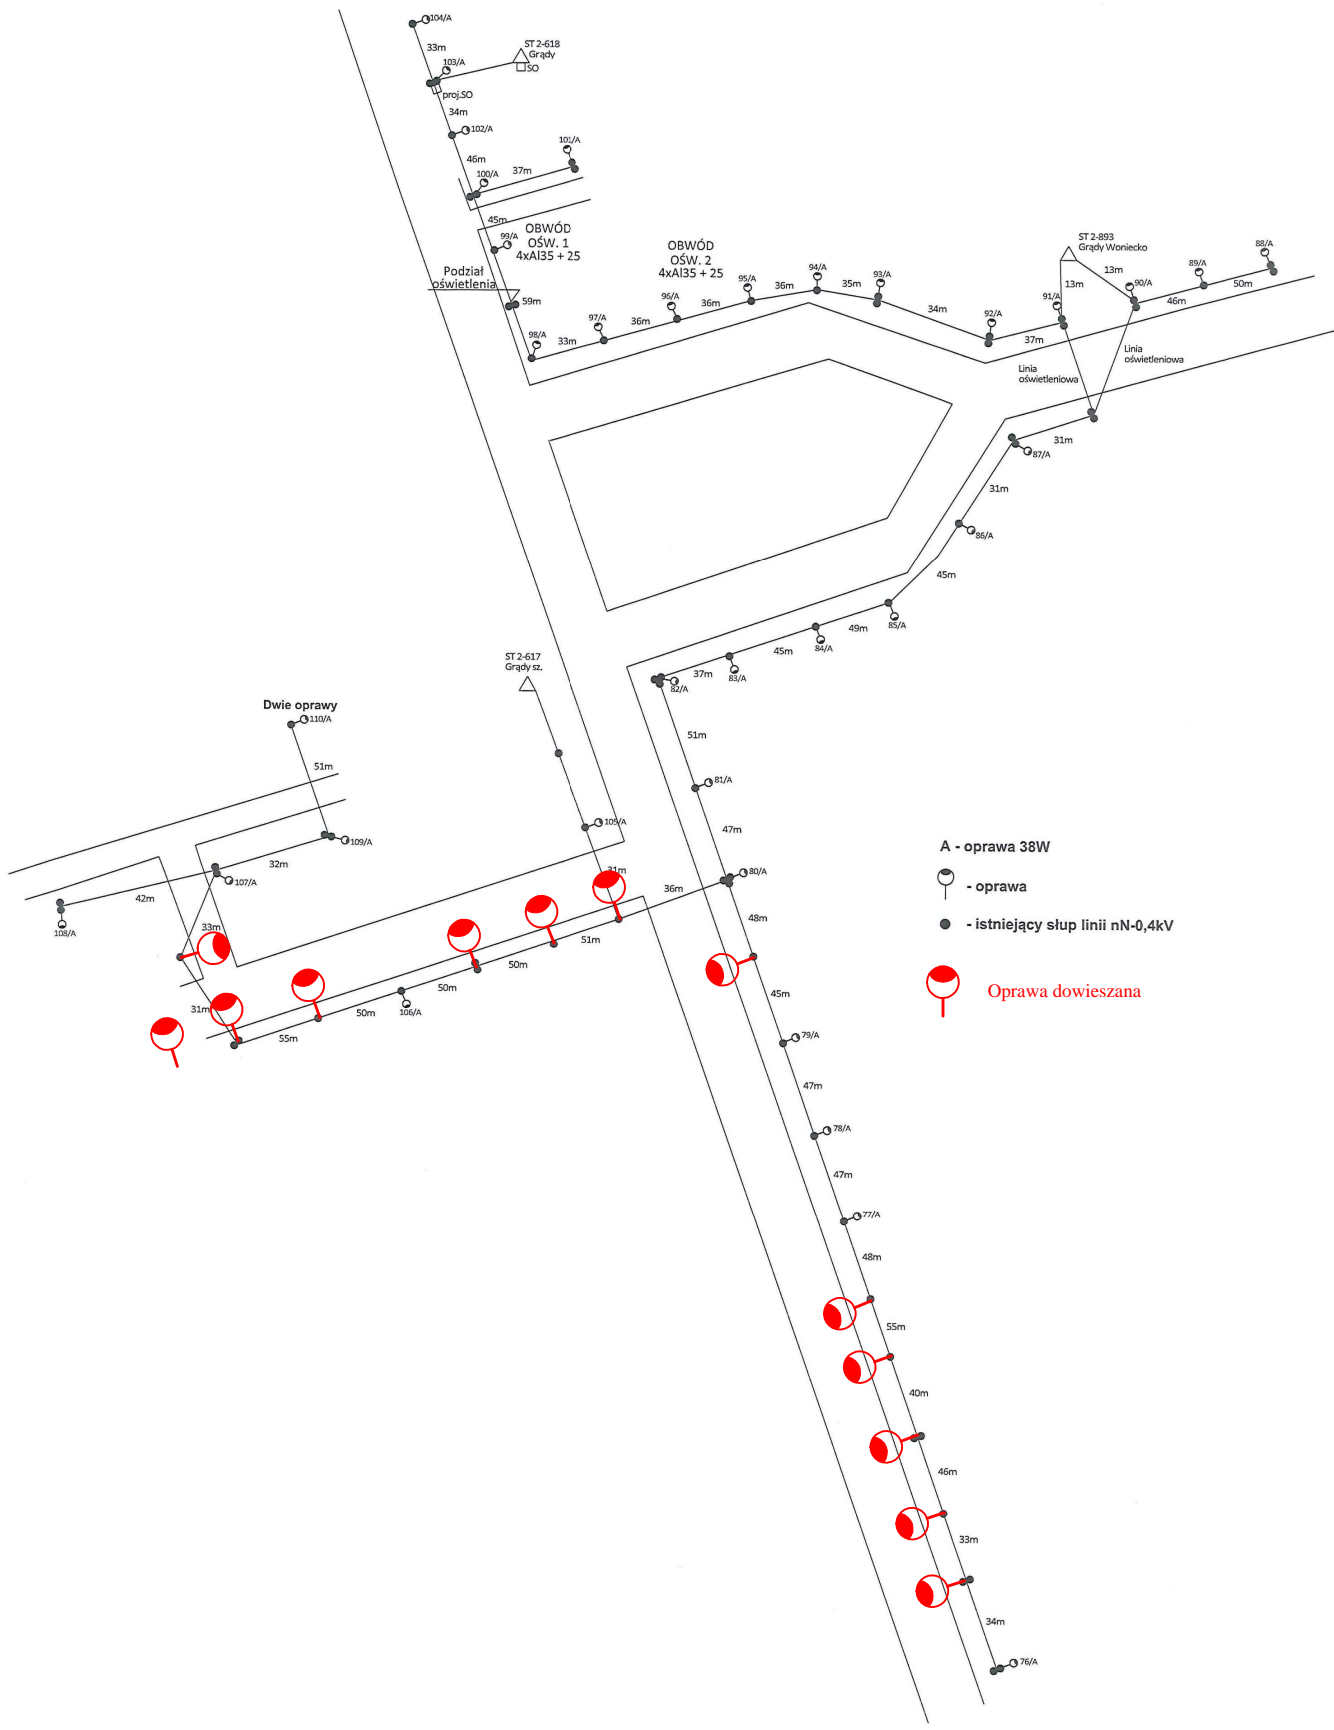 104/A
ST 2-618
Grądy
SO
33m
103/A
proj.SO
34m
102/A
46m
101/A
37m
100/A
45m
99/A
OBWÓD
OŚW. 1
4xAl35 + 25
Podział
oświetlenia
59m
98/A
33m
97/A
36m
96/A
OBWÓD
OŚW. 2
4xAl35 + 25
36m
95/A
36m
94/A
35m
93/A
34m
92/A
37m
91/A
ST 2-893
Grądy Woniecko
13m
13m
90/A
46m
89/A
50m
88/A
Linia
oświetleniowa
Linia
oświetleniowa
31m
87/A
31m
86/A
45m
85/A
49m
84/A
45m
83/A
37m
82/A
ST 2-617
Grądy sz.
Dwie oprawy
110/A
51m
51m
81/A
47m
105/A
31m
109/A
32m
107/A
42m
108/A
33m
31m
55m
50m
106/A
50m
50m
51m
36m
80/A
48m
45m
79/A
47m
78/A
47m
77/A
48m
55m
40m
46m
33m
34m
76/A
A - oprawa 38W
- oprawa
- istniejący słup linii nN-0,4kV
Oprawa dowieszana